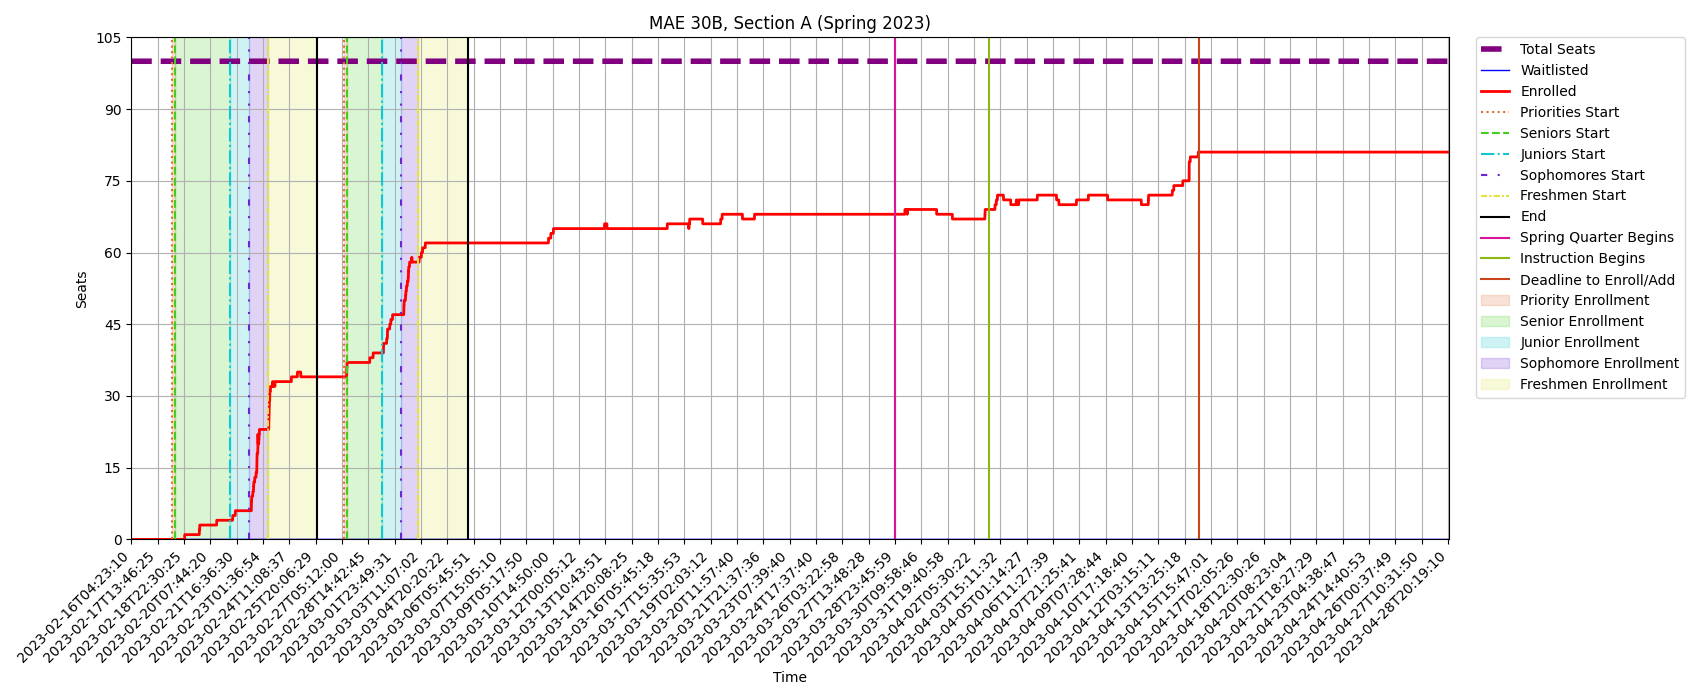 MAE 30B, Section A (Spring 2023)
105
90
75
60
45
30
15
0
Seats
2023-02-16T04:23:10
2023-02-17T13:46:25
2023-02-18T22:30:25
2023-02-20T07:44:20
2023-02-21T16:36:30
2023-02-23T01:36:54
2023-02-24T11:08:37
2023-02-25T20:06:29
2023-02-27T05:12:00
2023-02-28T14:42:45
2023-03-01T23:49:31
2023-03-03T11:07:02
2023-03-04T20:20:22
2023-03-06T05:45:51
2023-03-07T15:05:10
2023-03-09T05:17:50
2023-03-10T14:50:00
2023-03-12T00:05:12
2023-03-13T10:43:51
2023-03-14T20:08:25
2023-03-16T05:45:18
2023-03-17T15:35:53
2023-03-19T02:03:12
2023-03-20T11:57:40
2023-03-21T21:37:36
2023-03-23T07:39:40
2023-03-24T17:37:40
2023-03-26T03:22:58
2023-03-27T13:48:28
2023-03-28T23:45:59
2023-03-30T09:58:46
2023-03-31T19:40:58
2023-04-02T05:30:22
2023-04-03T15:11:32
2023-04-05T01:14:27
2023-04-06T11:27:39
2023-04-07T21:25:41
2023-04-09T07:28:44
2023-04-10T17:18:40
2023-04-12T03:15:11
2023-04-13T13:25:18
2023-04-15T15:47:01
2023-04-17T02:05:26
2023-04-18T12:30:26
2023-04-20T08:23:04
2023-04-21T18:27:29
2023-04-23T04:38:47
2023-04-24T14:40:53
2023-04-26T00:37:49
2023-04-27T10:31:50
2023-04-28T20:19:10
Time
Total Seats
Waitlisted
Enrolled
Priorities Start
Seniors Start
Juniors Start
Sophomores Start
Freshmen Start
End
Spring Quarter Begins
Instruction Begins
Deadline to Enroll/Add
Priority Enrollment
Senior Enrollment
Junior Enrollment
Sophomore Enrollment
Freshmen Enrollment